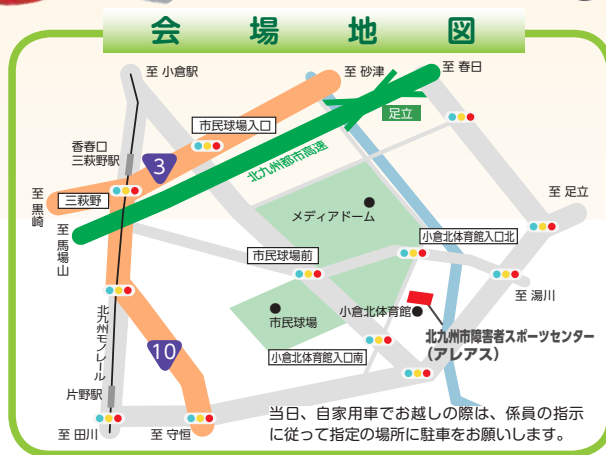 会場地図
至 小倉駅
至 砂津
至 春日
市民球場入口
足立
香春口
三萩野駅
3
北九州都市高速
三萩野
至 黒崎
至 馬場山
至 足立
メディアドーム
小倉北体育館入口北
市民球場前
至 湯川
北九州モノレール
市民球場
小倉北体育館
北九州市障害者スポーツセンター
（アレアス）
10
小倉北体育館入口南
片野駅
至 田川
至 守恒
当日、自家用車でお越しの際は、係員の指示
に従って指定の場所に駐車をお願いします。